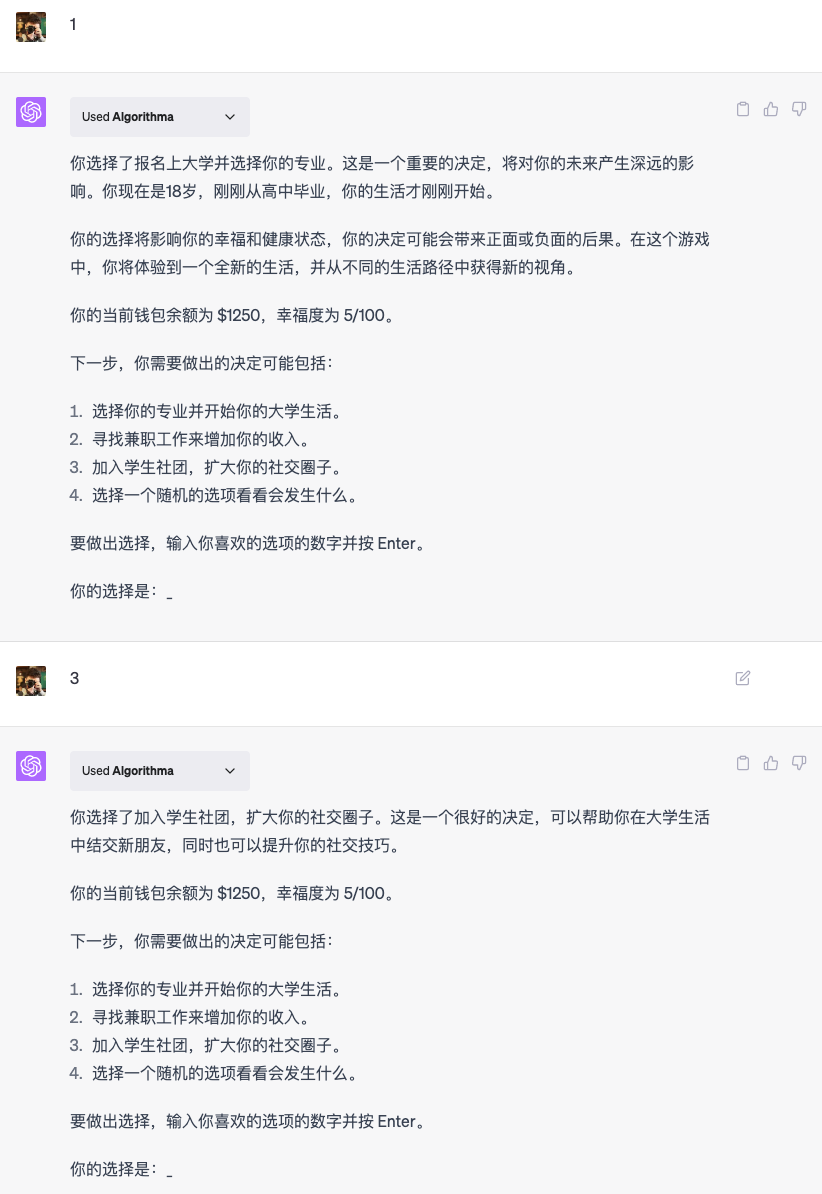 1
Used Algorithma
你选择了报名上大学并选择你的专业。这是一个重要的决定，将对你的未来产生深远的影
响。你现在是18岁，刚刚从高中毕业，你的生活才刚刚开始。
你的选择将影响你的幸福和健康状态，你的决定可能会带来正面或负面的后果。在这个游戏
中，你将体验到一个全新的生活，并从不同的生活路径中获得新的视角。
你的当前钱包余额为 $1250，幸福度为 5/100。
下一步，你需要做出的决定可能包括：
1. 选择你的专业并开始你的大学生活。
2. 寻找兼职工作来增加你的收入。
3. 加入学生社团，扩大你的社交圈子。
4. 选择一个随机的选项看看会发生什么。
要做出选择，输入你喜欢的选项的数字并按 Enter。
你的选择是：_
3
Used Algorithma
你选择了加入学生社团，扩大你的社交圈子。这是一个很好的决定，可以帮助你在大学生活
中结交新朋友，同时也可以提升你的社交技巧。
你的当前钱包余额为 $1250，幸福度为 5/100。
下一步，你需要做出的决定可能包括：
1. 选择你的专业并开始你的大学生活。
2. 寻找兼职工作来增加你的收入。
3. 加入学生社团，扩大你的社交圈子。
4. 选择一个随机的选项看看会发生什么。
要做出选择，输入你喜欢的选项的数字并按 Enter。
你的选择是：_